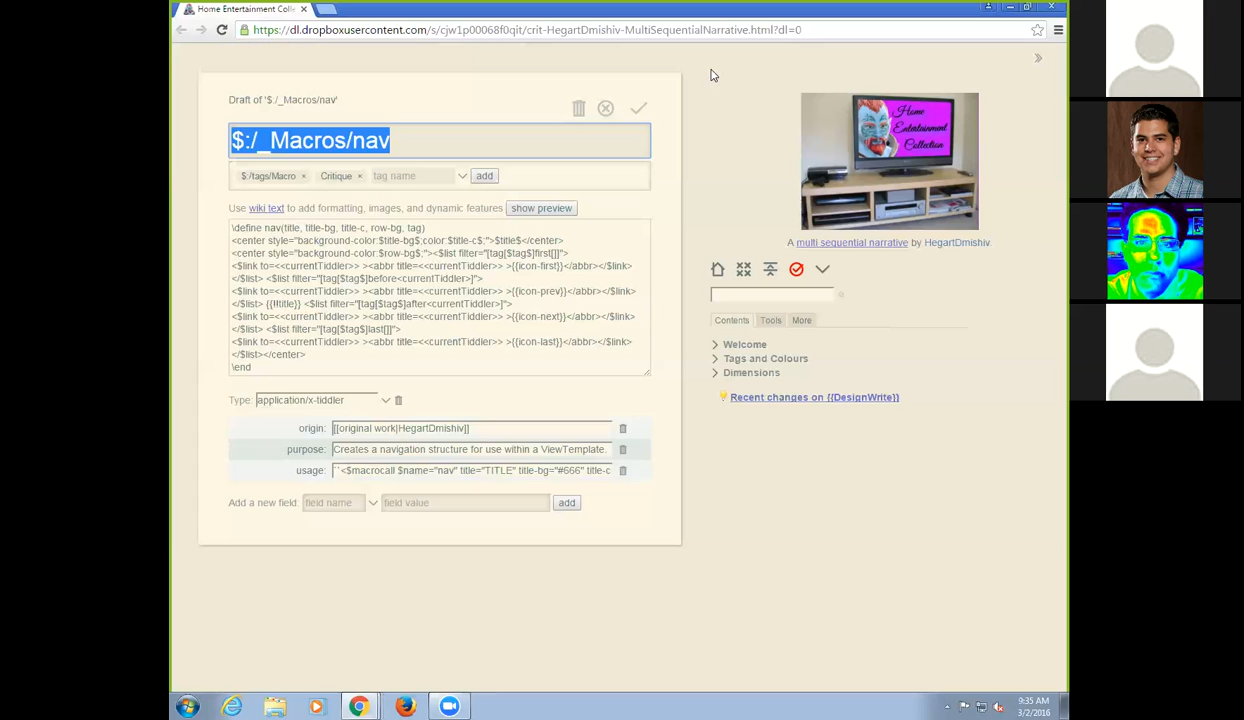 Home Entertainment Colle
https://dl.dropboxusercontent.com/s/cjw1p00068f0qlt/crit-HegartDmishiv-MultiSequentialNarrative.html?dl=0
Draft of '$:/_Macros/nav'
$:/_Macros/nav
$:/tags/Macro × Critique × tag name add
Use wiki text to add formatting, images, and dynamic features show preview
\define nav(title, title-bg, title-c, row-bg, tag)
<center style="background-color:$title-bg$;color:$title-c$;">$title$</center>
<center style="background-color:$row-bg$;"><$list filter="[tag[$tag$]first[]]">
<$link to=<<currentTiddler>> ><abbr title=<<currentTiddler>> >{{icon-first}}</abbr></$link>
</$list> <$list filter="[tag[$tag$]before<currentTiddler>]">
<$link to=<<currentTiddler>> ><abbr title=<<currentTiddler>> >{{icon-prev}}</abbr></$link>
</$list> {{!!title}} <$list filter="[tag[$tag$]after<currentTiddler>]">
<$link to=<<currentTiddler>> ><abbr title=<<currentTiddler>> >{{icon-next}}</abbr></$link>
</$list> <$list filter="[tag[$tag$]last[]]">
<$link to=<<currentTiddler>> ><abbr title=<<currentTiddler>> >{{icon-last}}</abbr></$link>
</$list></center>
\end
Type: application/x-tiddler
origin: [[original work|HegartDmishiv]]
purpose: Creates a navigation structure for use within a ViewTemplate.
usage: ``<$macrocall $name="nav" title="TITLE" title-bg="#666" title-c
Add a new field: field name field value add
Home
Entertainment
Collection
A multi sequential narrative by HegartDmishiv.
Contents Tools More
Welcome
Tags and Colours
Dimensions
Recent changes on {{DesignWrite}}
9:35 AM
3/2/2016